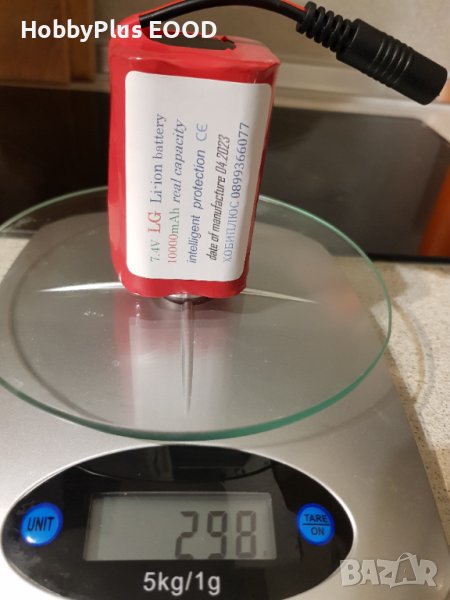 HobbyPlus EOOD
7.4V LG Li-ion battery
10000mAh real capacity
intelligent protection CE
date of manufacture 04.2023
ХОБИПЛЮС 0899366077
UNIT
298
TARE
ON
5kg/1g
BAZAR